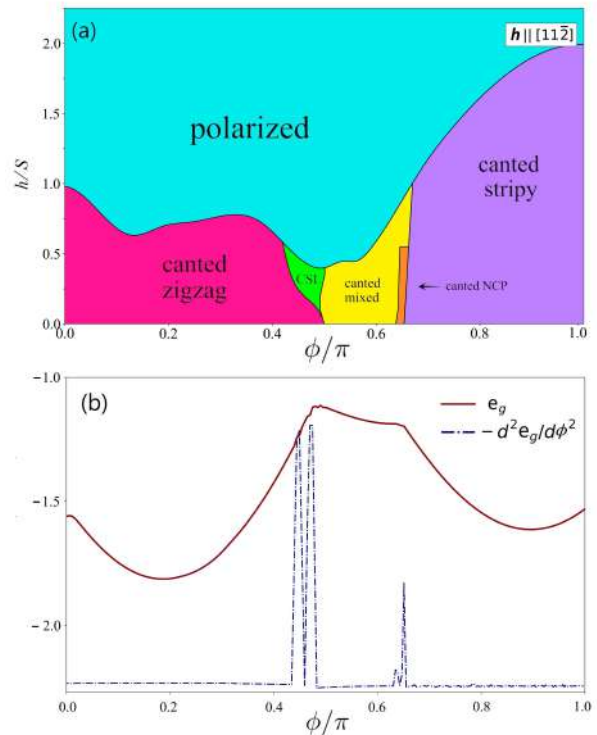 (a)
h || [112̄]
2.0
1.5
1.0
0.5
0.0
h/S
polarized
canted
stripy
canted
zigzag
CSL
canted
mixed
canted NCP
0.0 0.2 0.4 0.6 0.8 1.0
ϕ/π
(b)
−1.0
−1.5
−2.0
e_g
−d²e_g/dϕ²
0.0 0.2 0.4 0.6 0.8 1.0
ϕ/π